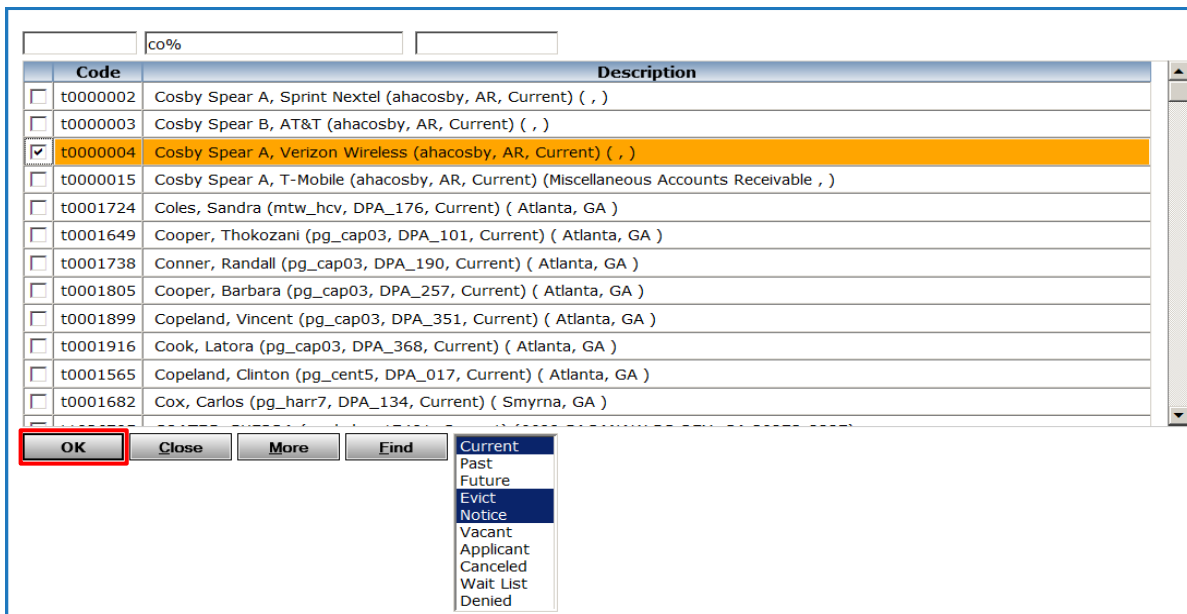 co%
Code Description
t0000002 Cosby Spear A, Sprint Nextel (ahacosby, AR, Current) ( , )
t0000003 Cosby Spear B, AT&T (ahacosby, AR, Current) ( , )
t0000004 Cosby Spear A, Verizon Wireless (ahacosby, AR, Current) ( , )
t0000015 Cosby Spear A, T-Mobile (ahacosby, AR, Current) (Miscellaneous Accounts Receivable , )
t0001724 Coles, Sandra (mtw_hcv, DPA_176, Current) ( Atlanta, GA )
t0001649 Cooper, Thokozani (pg_cap03, DPA_101, Current) ( Atlanta, GA )
t0001738 Conner, Randall (pg_cap03, DPA_190, Current) ( Atlanta, GA )
t0001805 Cooper, Barbara (pg_cap03, DPA_257, Current) ( Atlanta, GA )
t0001899 Copeland, Vincent (pg_cap03, DPA_351, Current) ( Atlanta, GA )
t0001916 Cook, Latora (pg_cap03, DPA_368, Current) ( Atlanta, GA )
t0001565 Copeland, Clinton (pg_cent5, DPA_017, Current) ( Atlanta, GA )
t0001682 Cox, Carlos (pg_harr7, DPA_134, Current) ( Smyrna, GA )
OK Close More Find Current
Past
Future
Evict
Notice
Vacant
Applicant
Canceled
Wait List
Denied